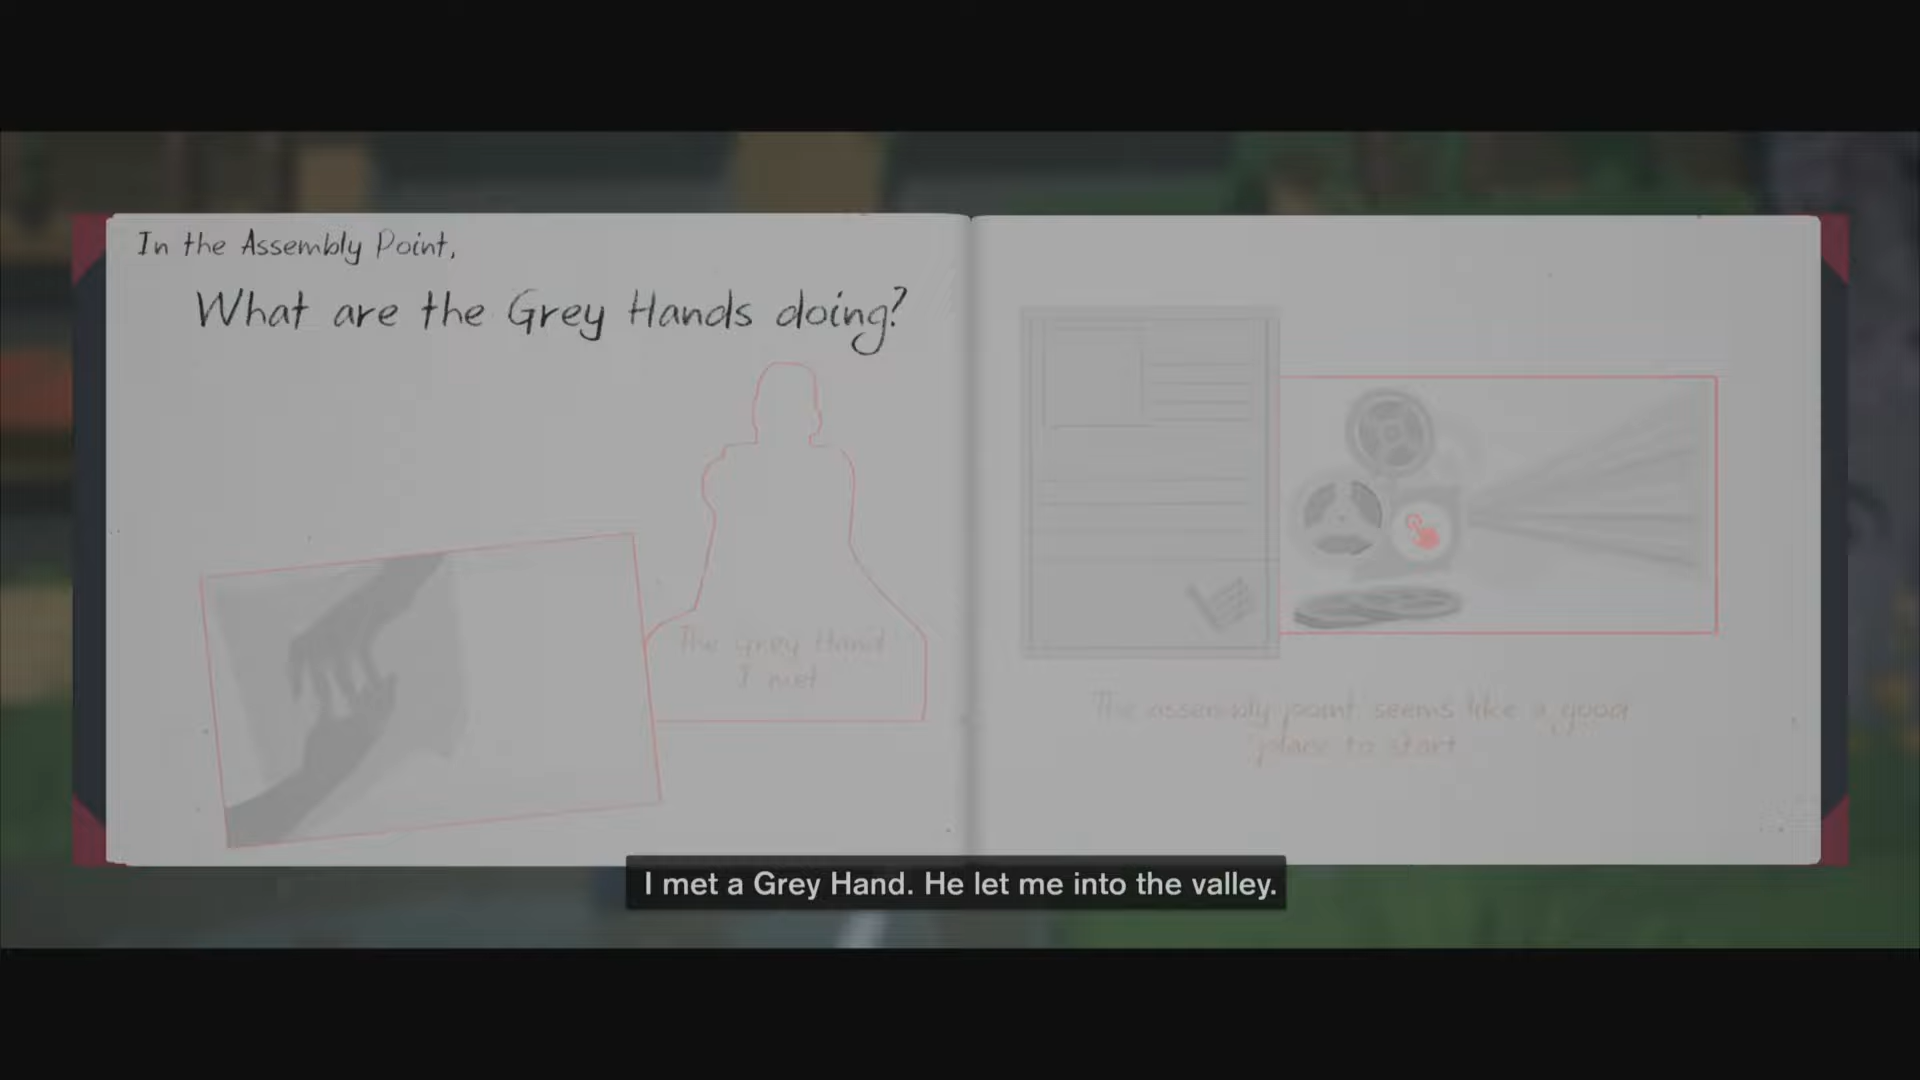 In the Assembly Point,
What are the Grey Hands doing?
The Grey Hand
I met
The assembly point seems like a good
place to start
I met a Grey Hand. He let me into the valley.